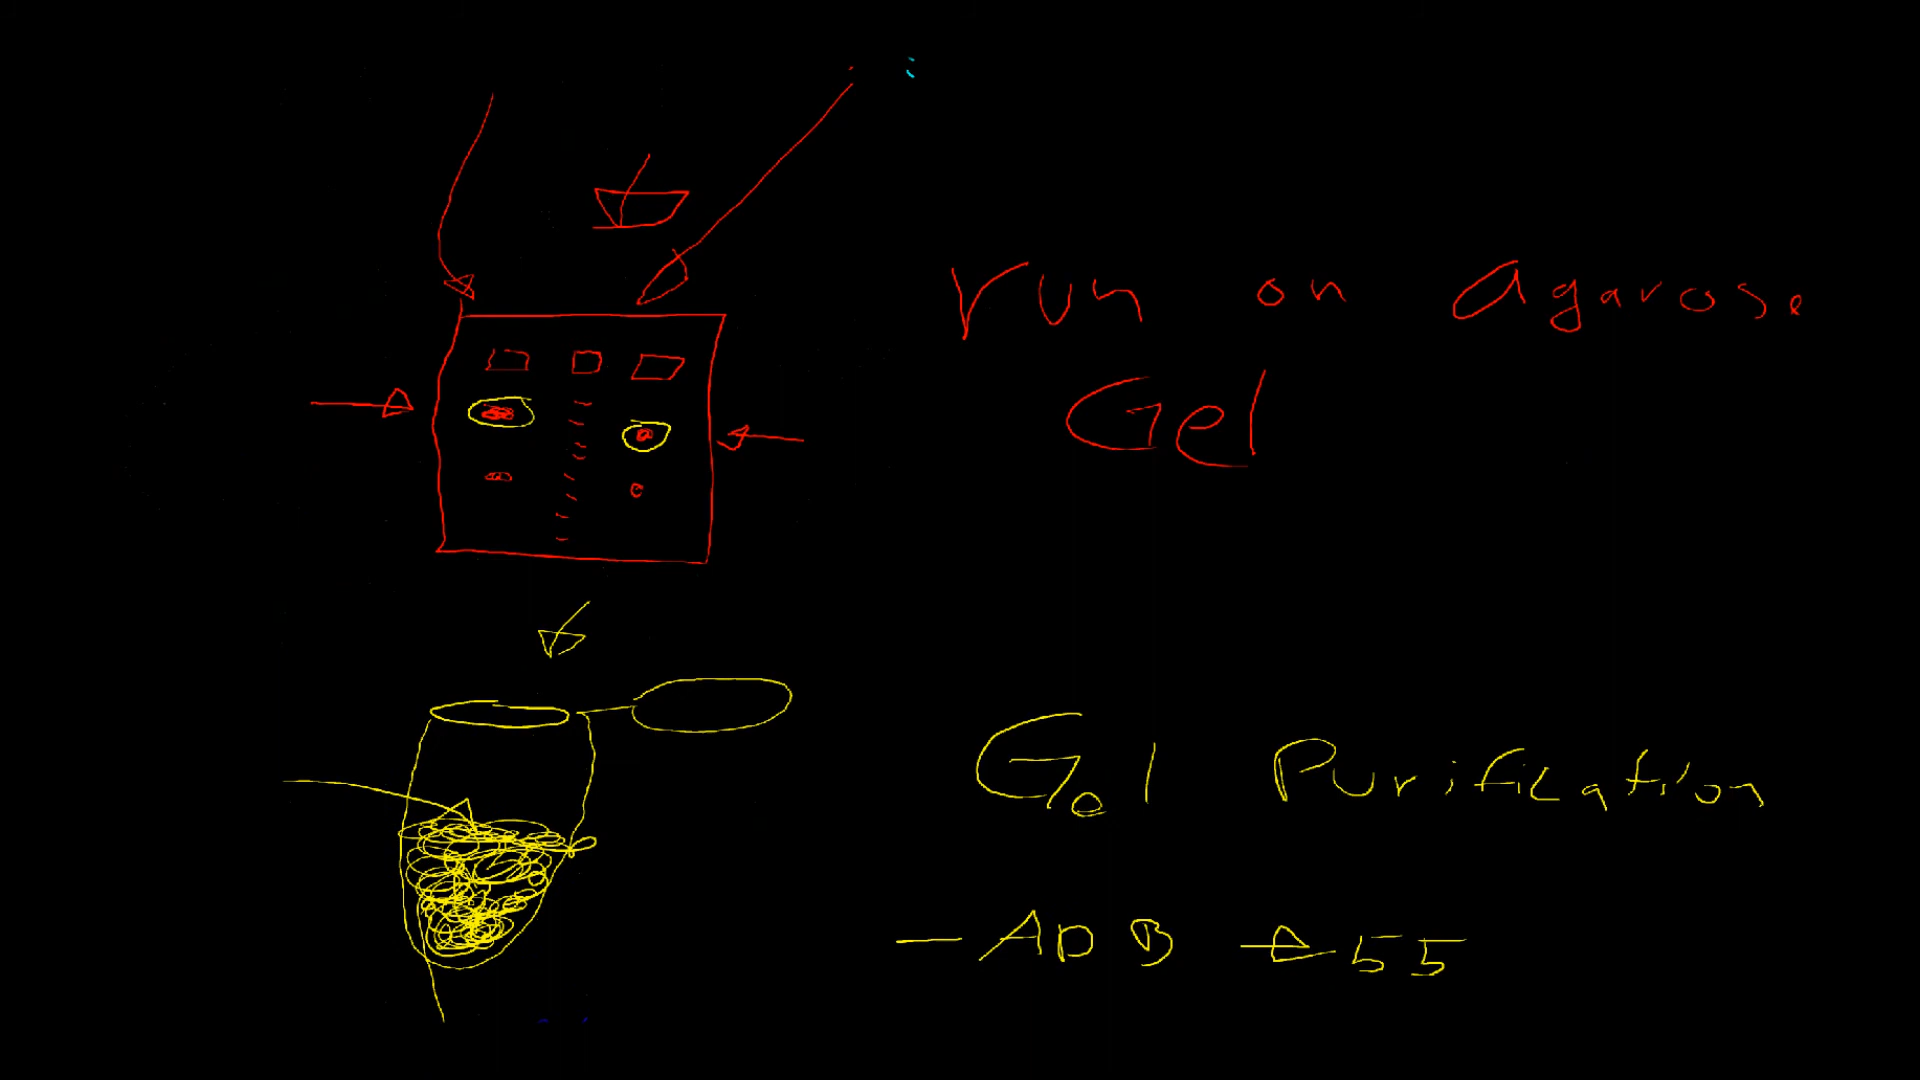 run on Agarose
Gel
Gel Purification
- ADB → 55